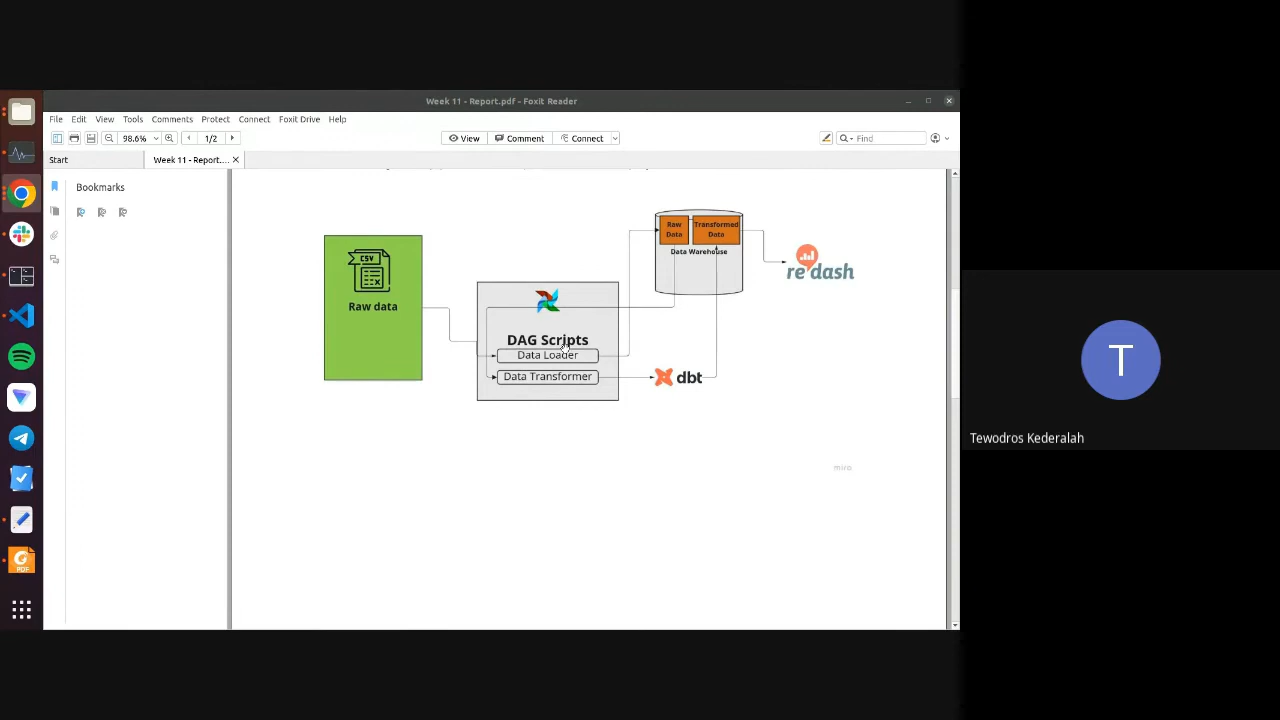 Week 11 - Report.pdf - Foxit Reader
File Edit View Tools Comments Protect Connect Foxit Drive Help
98.6% 1/2 View Comment Connect Find
Start Week 11 - Report....
Bookmarks
CSV
Raw data
DAG Scripts
Data Loader
Data Transformer
Raw Data
Transformed Data
Data Warehouse
re:dash
dbt
miro
PDF
T
Tewodros Kederalah